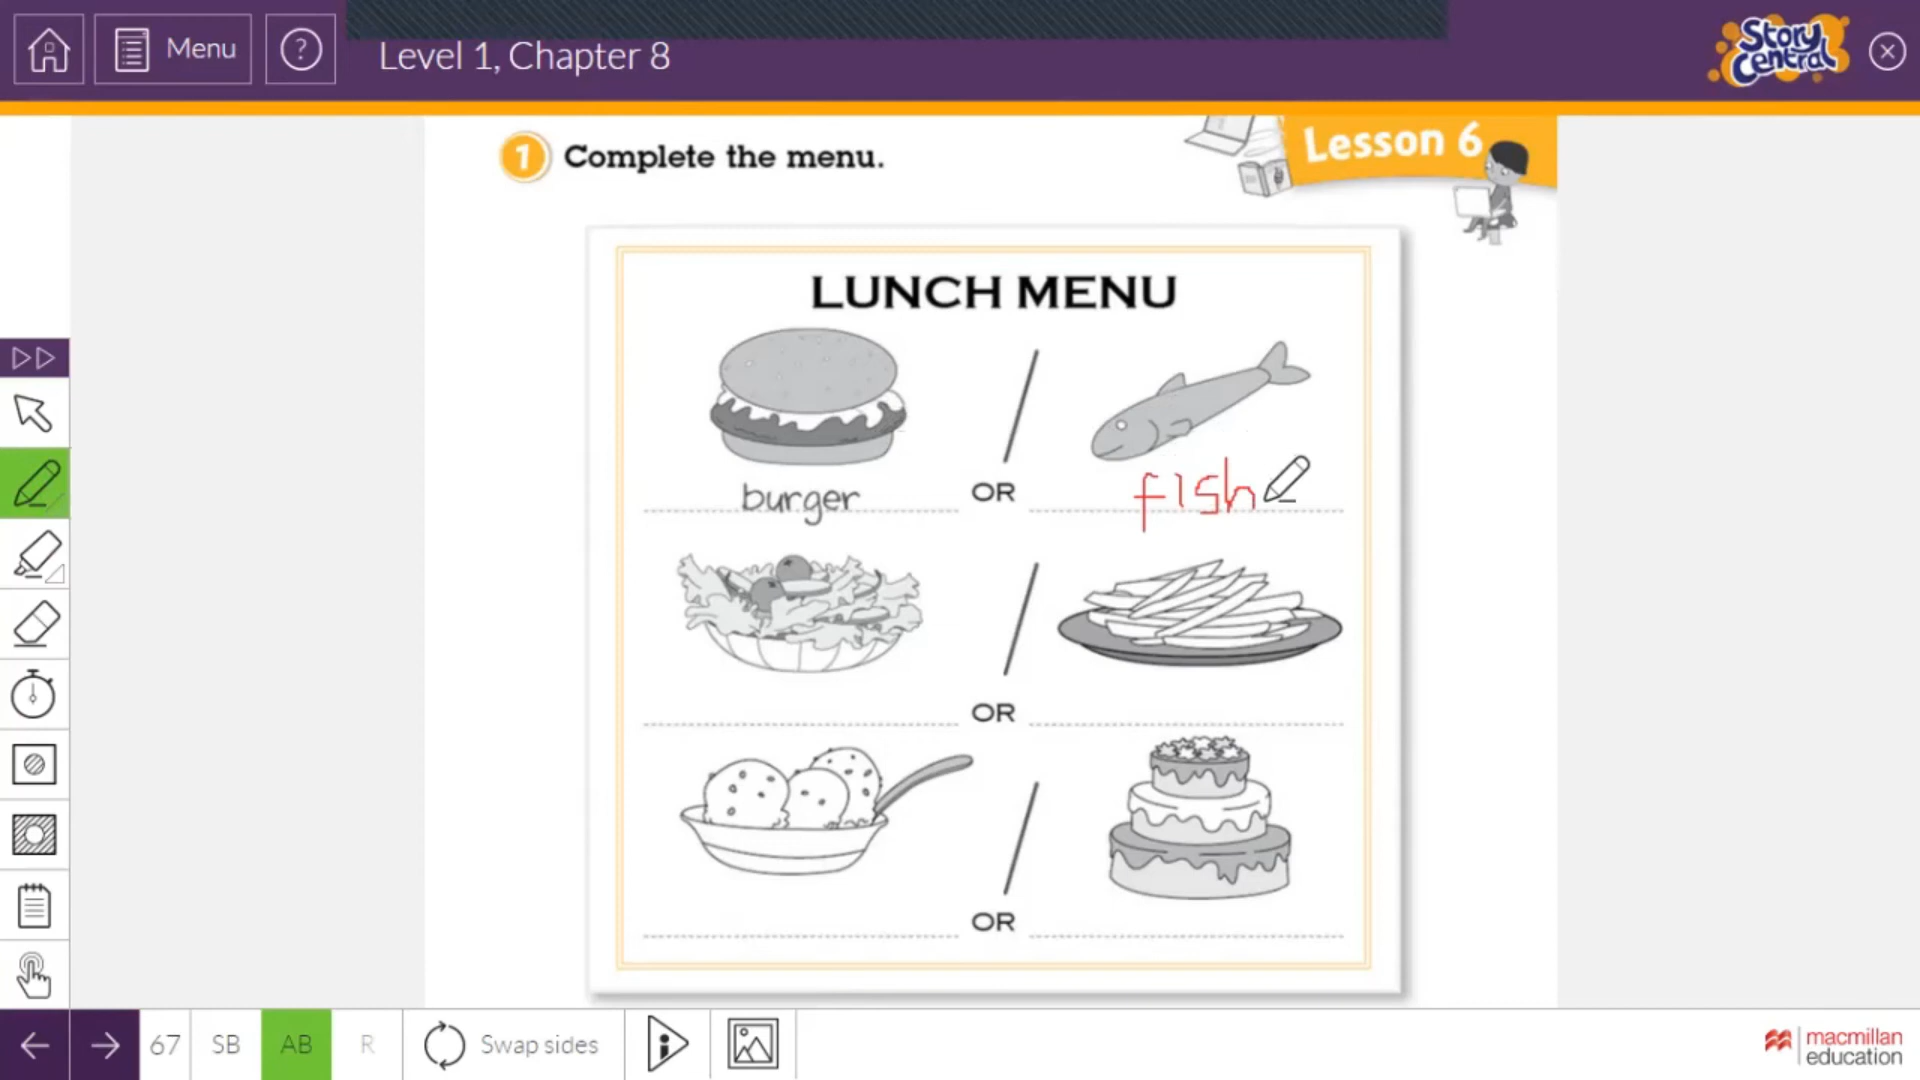 Menu
?
Level 1, Chapter 8
Story Central
1 Complete the menu.
Lesson 6
LUNCH MENU
burger OR fish
OR
OR
67 SB AB R Swap sides
macmillan
education